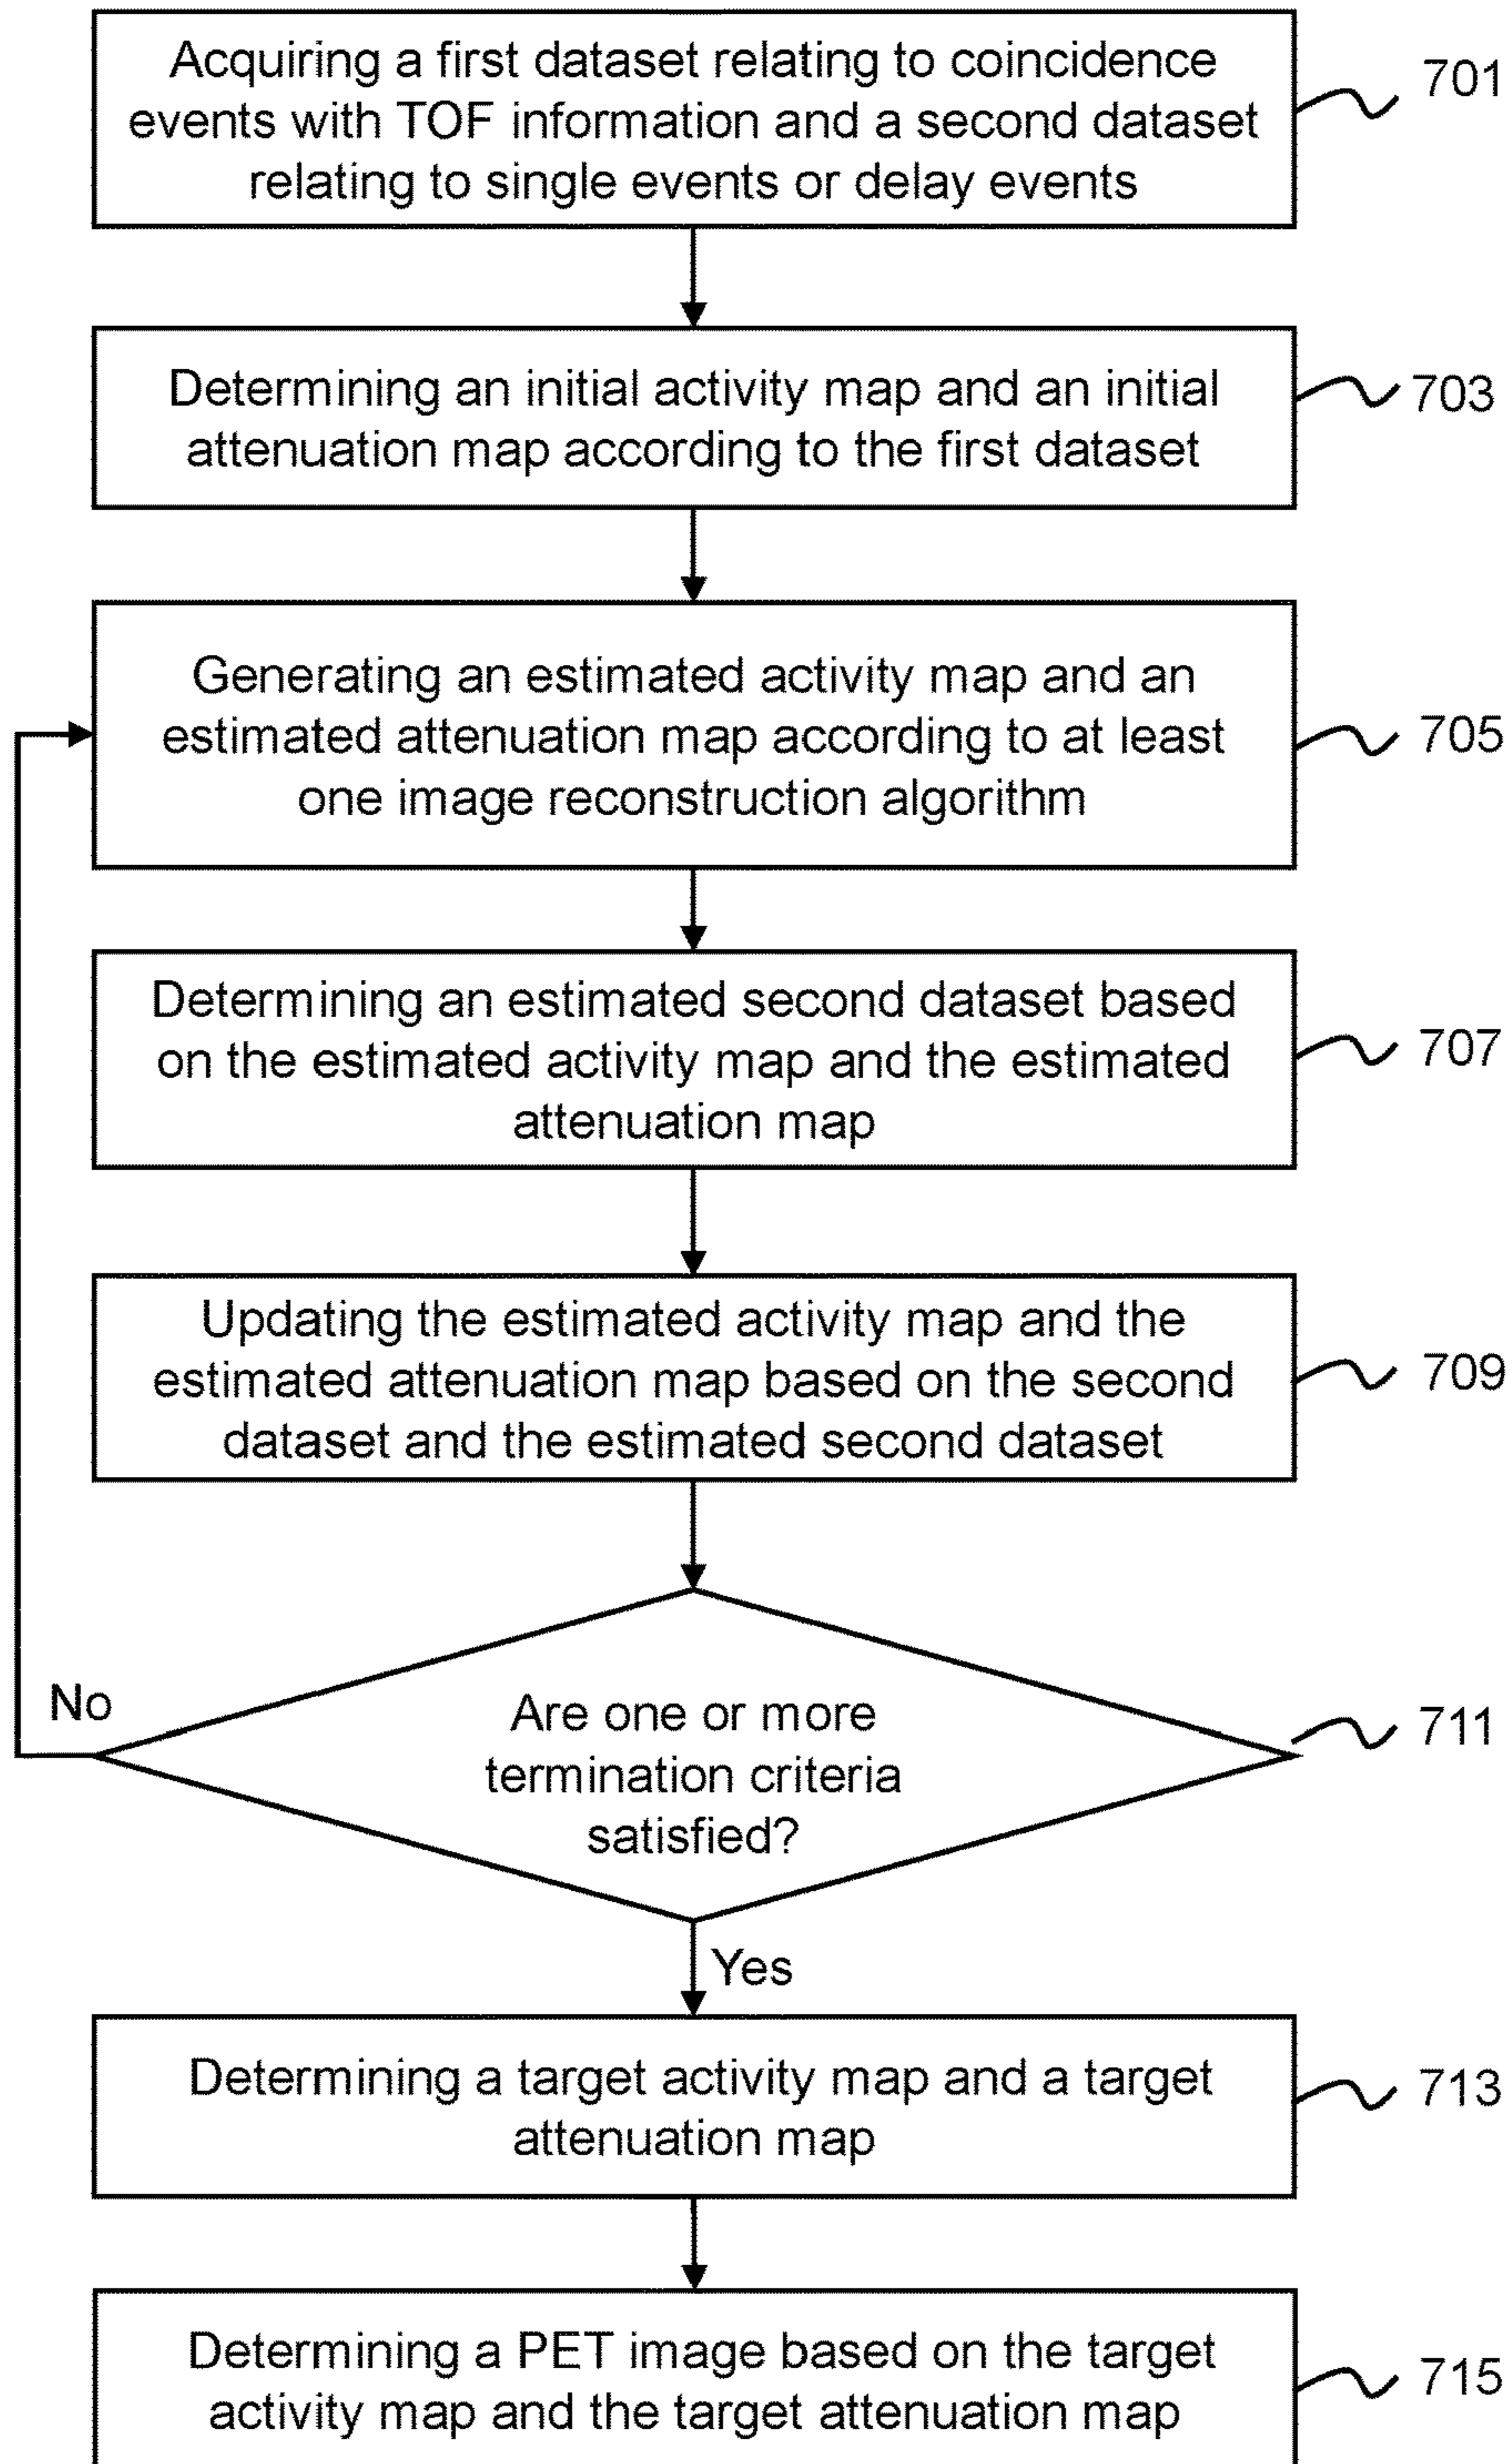 Acquiring a first dataset relating to coincidence
events with TOF information and a second dataset
relating to single events or delay events
701
Determining an initial activity map and an initial
attenuation map according to the first dataset
703
Generating an estimated activity map and an
estimated attenuation map according to at least
one image reconstruction algorithm
705
Determining an estimated second dataset based
on the estimated activity map and the estimated
attenuation map
707
Updating the estimated activity map and the
estimated attenuation map based on the second
dataset and the estimated second dataset
709
No
Are one or more
termination criteria
satisfied?
711
Yes
Determining a target activity map and a target
attenuation map
713
Determining a PET image based on the target
activity map and the target attenuation map
715